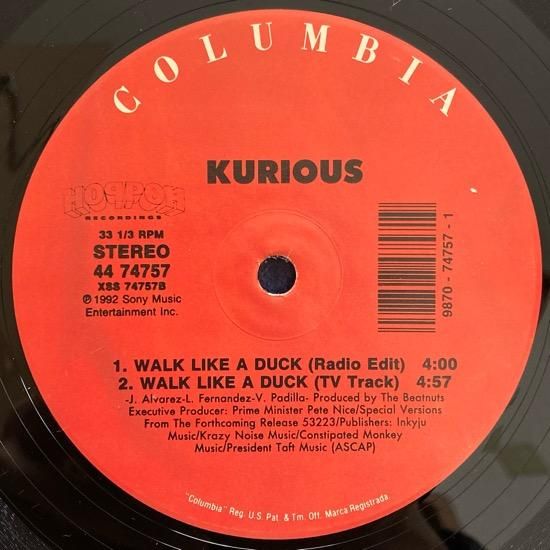 COLUMBIA
KURIOUS
HOPPOH
RECORDINGS
33 1/3 RPM
STEREO
44 74757
XSS 74757B
℗ 1992 Sony Music
Entertainment Inc.
9870 - 74757 - 1
1. WALK LIKE A DUCK (Radio Edit) 4:00
2. WALK LIKE A DUCK (TV Track) 4:57
-J. Alvarez-L. Fernandez-V. Padilla- Produced by The Beatnuts
Executive Producer: Prime Minister Pete Nice/Special Versions
From The Forthcoming Release 53223/Publishers: Inkyju
Music/Krazy Noise Music/Constipated Monkey
Music/President Taft Music (ASCAP)
"Columbia" Reg. U.S. Pat. & Tm. Off. Marca Registrada.